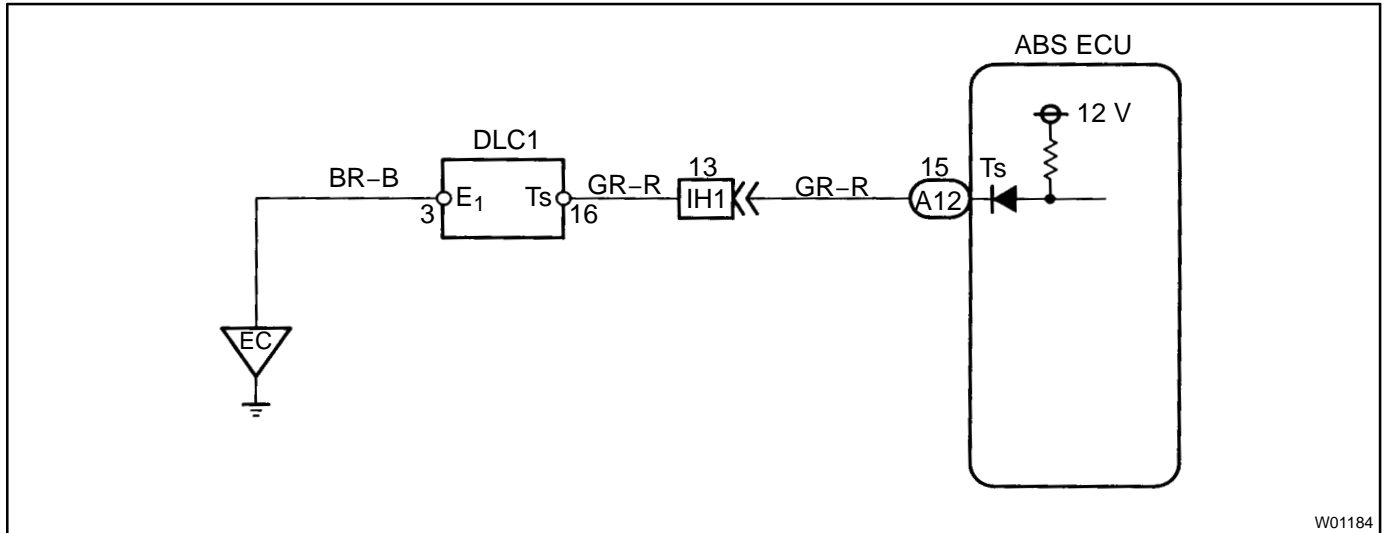 ABS ECU
12 V
DLC1
BR–B
E1
Ts
3
16
GR–R
13
IH1
GR–R
15
A12
Ts
EC
W01184